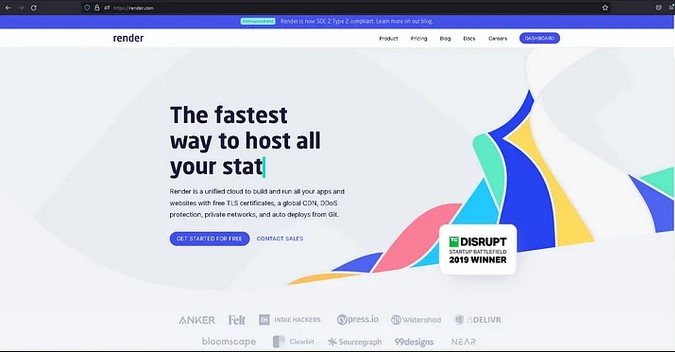 https://render.com
Announcement Render is now SOC 2 Type 2 compliant. Learn more on our blog.
render
Product Pricing Blog Docs Careers DASHBOARD
The fastest
way to host all
your stat
Render is a unified cloud to build and run all your apps and
websites with free TLS certificates, a global CDN, DDoS
protection, private networks, and auto deploys from Git.
GET STARTED FOR FREE CONTACT SALES
TC DISRUPT
STARTUP BATTLEFIELD
2019 WINNER
ANKER Felt IH INDIE HACKERS cypress.io Watershed DELIVR
bloomscape Clearbit Sourcegraph 99designs NEAR